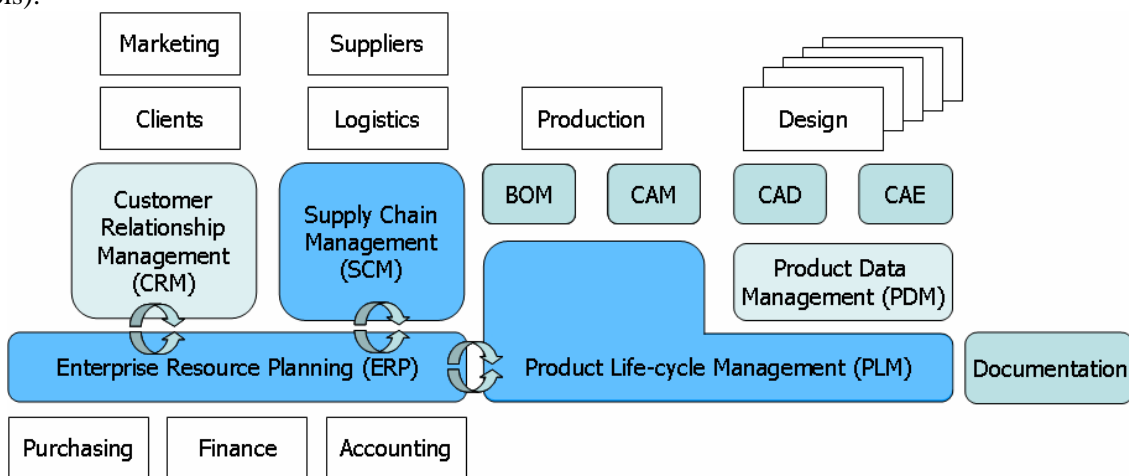 ols).
Marketing
Suppliers
Clients
Logistics
Production
Design
Customer
Relationship
Management
(CRM)
Supply Chain
Management
(SCM)
BOM
CAM
CAD
CAE
Product Data
Management (PDM)
Enterprise Resource Planning (ERP)
Product Life-cycle Management (PLM)
Documentation
Purchasing
Finance
Accounting